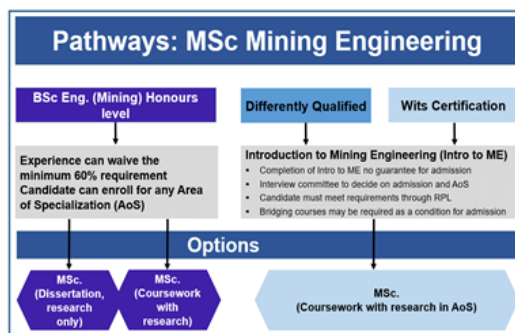 Pathways: MSc Mining Engineering
BSc Eng. (Mining) Honours
level
Differently Qualified
Wits Certification
Experience can waive the
minimum 60% requirement
Candidate can enroll for any Area
of Specialization (AoS)
Introduction to Mining Engineering (Intro to ME)
▪ Completion of Intro to ME no guarantee for admission
▪ Interview committee to decide on admission and AoS
▪ Candidate must meet requirements through RPL
▪ Bridging courses may be required as a condition for admission
Options
MSc.
(Dissertation,
research
only)
MSc.
(Coursework
with
research)
MSc.
(Coursework with research in AoS)